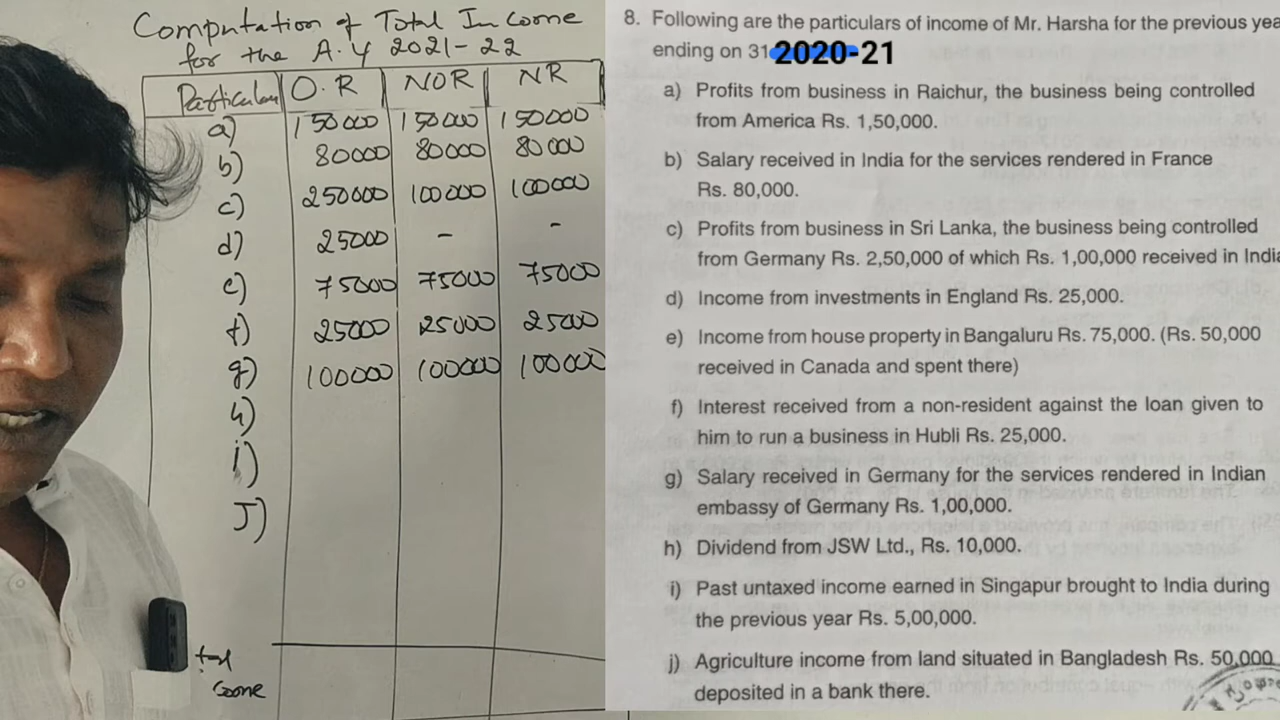 Computation of Total Incoome
for the A.Y 2021-22
Particulars O.R NOR NR
a) 150000 150000 150000
b) 80000 80000 80000
c) 250000 100000 100000
d) 25000 - -
e) 75000 75000 75000
f) 25000 25000 25000
g) 100000 100000 100000
h)
i)
J)
8. Following are the particulars of income of Mr. Harsha for the previous yea
ending on 31 2020-21
a) Profits from business in Raichur, the business being controlled
from America Rs. 1,50,000.
b) Salary received in India for the services rendered in France
Rs. 80,000.
c) Profits from business in Sri Lanka, the business being controlled
from Germany Rs. 2,50,000 of which Rs. 1,00,000 received in India
d) Income from investments in England Rs. 25,000.
e) Income from house property in Bangaluru Rs. 75,000. (Rs. 50,000
received in Canada and spent there)
f) Interest received from a non-resident against the loan given to
him to run a business in Hubli Rs. 25,000.
g) Salary received in Germany for the services rendered in Indian
embassy of Germany Rs. 1,00,000.
h) Dividend from JSW Ltd., Rs. 10,000.
i) Past untaxed income earned in Singapur brought to India during
the previous year Rs. 5,00,000.
j) Agriculture income from land situated in Bangladesh Rs. 50,000
deposited in a bank there.